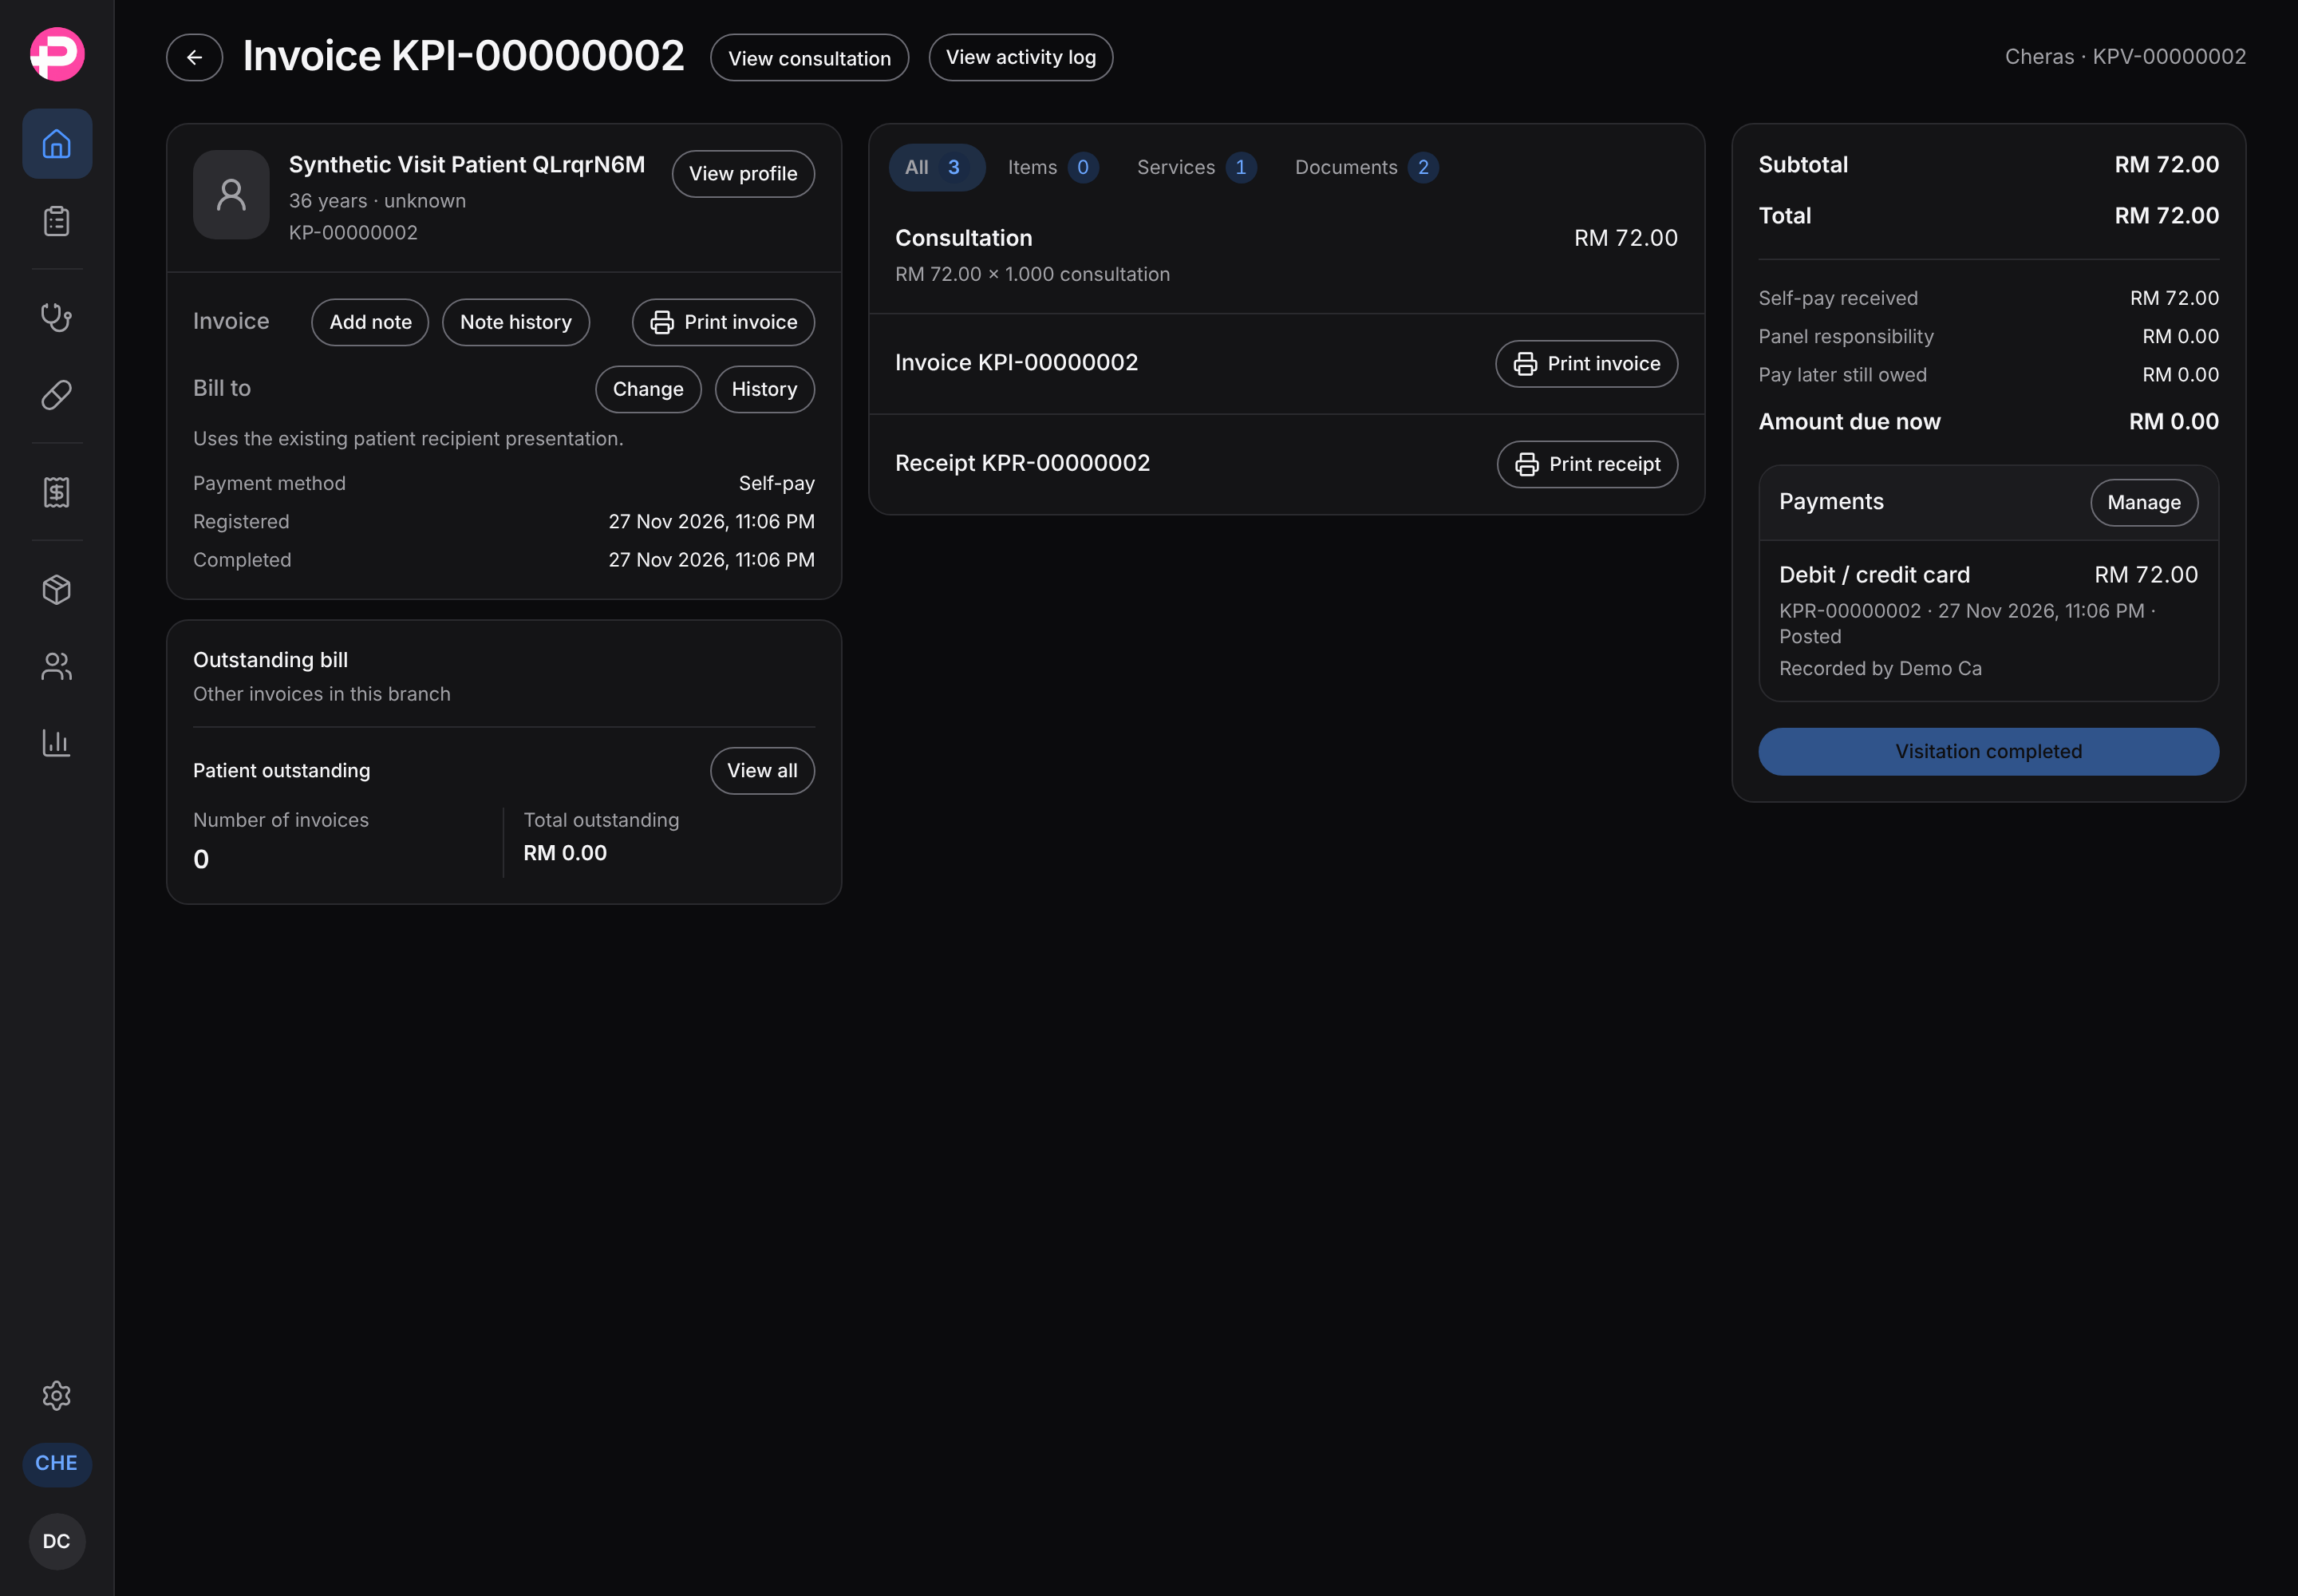 Invoice KPI-00000002
View consultation
View activity log
Cheras · KPV-00000002
Synthetic Visit Patient QLrqrN6M
36 years · unknown
KP-00000002
View profile
Invoice
Add note
Note history
Print invoice
Bill to
Change
History
Uses the existing patient recipient presentation.
Payment method Self-pay
Registered 27 Nov 2026, 11:06 PM
Completed 27 Nov 2026, 11:06 PM
Outstanding bill
Other invoices in this branch
Patient outstanding
View all
Number of invoices
0
Total outstanding
RM 0.00
All 3
Items 0
Services 1
Documents 2
Consultation RM 72.00
RM 72.00 × 1.000 consultation
Invoice KPI-00000002
Print invoice
Receipt KPR-00000002
Print receipt
Subtotal RM 72.00
Total RM 72.00
Self-pay received RM 72.00
Panel responsibility RM 0.00
Pay later still owed RM 0.00
Amount due now RM 0.00
Payments
Manage
Debit / credit card RM 72.00
KPR-00000002 · 27 Nov 2026, 11:06 PM ·
Posted
Recorded by Demo Ca
Visitation completed
CHE
DC